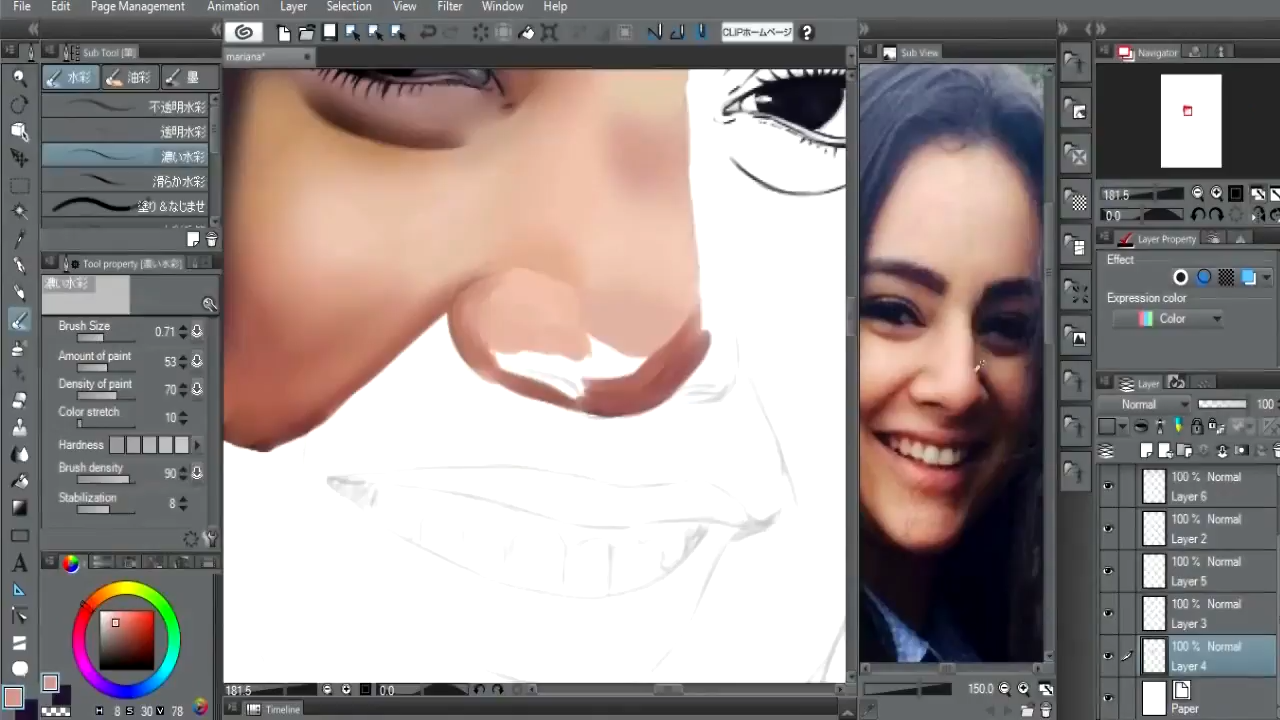 File Edit Page Management Animation Layer Selection View Filter Window Help
Sub Tool [筆]
CLIPホームページ
mariana*
Sub View
Navigator
水彩 油彩 墨
不透明水彩
透明水彩
濃い水彩
滑らか水彩
塗り&なじませ
181.5
0.0
Layer Property
Tool property [濃い水彩]
濃い水彩
Effect
Expression color
Color
Brush Size 0.71
Amount of paint 53
Density of paint 70
Color stretch 10
Hardness
Brush density 90
Stabilization 8
Layer
Normal 100
100 % Normal
Layer 6
100 % Normal
Layer 2
100 % Normal
Layer 5
100 % Normal
Layer 3
100 % Normal
Layer 4
Paper
181.5 0.0
150.0
H 8 S 30 V 78
Timeline